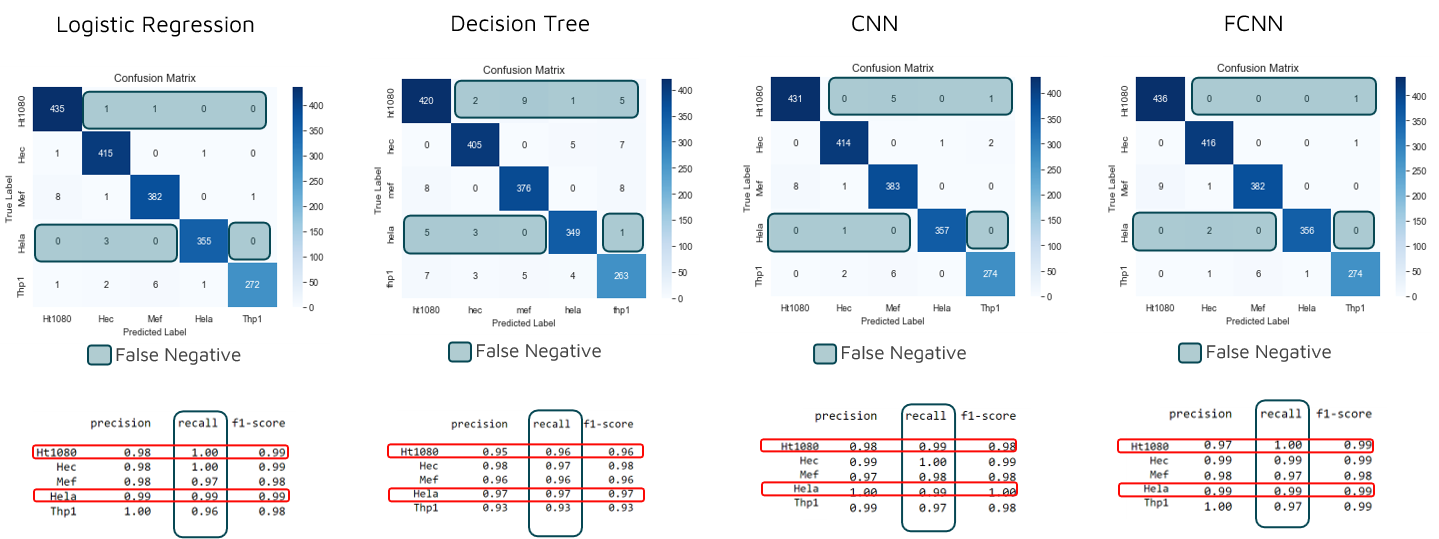 Logistic Regression
Confusion Matrix
Ht1080 435 1 1 0 0
Hec 1 415 0 1 0
Mef 8 1 382 0 1
Hela 0 3 0 355 0
Thp1 1 2 6 1 272
True Label
Ht1080 Hec Mef Hela Thp1
Predicted Label
400
350
300
250
200
150
100
50
0
False Negative
precision recall f1-score
Ht1080 0.98 1.00 0.99
Hec 0.98 1.00 0.99
Mef 0.98 0.97 0.98
Hela 0.99 0.99 0.99
Thp1 1.00 0.96 0.98
Decision Tree
Confusion Matrix
ht1080 420 2 9 1 5
hec 0 405 0 5 7
mef 8 0 376 0 8
hela 5 3 0 349 1
thp1 7 3 5 4 263
True Label
ht1080 hec mef hela thp1
Predicted Label
400
350
300
250
200
150
100
50
0
False Negative
precision recall f1-score
Ht1080 0.95 0.96 0.96
Hec 0.98 0.97 0.98
Mef 0.96 0.96 0.96
Hela 0.97 0.97 0.97
Thp1 0.93 0.93 0.93
CNN
Confusion Matrix
Ht1080 431 0 5 0 1
Hec 0 414 0 1 2
Mef 8 1 383 0 0
Hela 0 1 0 357 0
Thp1 0 2 6 0 274
True Label
Ht1080 Hec Mef Hela Thp1
Predicted Label
400
350
300
250
200
150
100
50
0
False Negative
precision recall f1-score
Ht1080 0.98 0.99 0.98
Hec 0.99 1.00 0.99
Mef 0.98 0.98 0.98
Hela 1.00 0.99 1.00
Thp1 0.99 0.97 0.98
FCNN
Confusion Matrix
Ht1080 436 0 0 0 1
Hec 0 416 0 0 1
Mef 9 1 382 0 0
Hela 0 2 0 356 0
Thp1 0 1 6 1 274
True Label
Ht1080 Hec Mef Hela Thp1
Predicted Label
400
350
300
250
200
150
100
50
0
False Negative
precision recall f1-score
Ht1080 0.97 1.00 0.99
Hec 0.99 0.99 0.99
Mef 0.98 0.97 0.98
Hela 0.99 0.99 0.99
Thp1 1.00 0.97 0.99